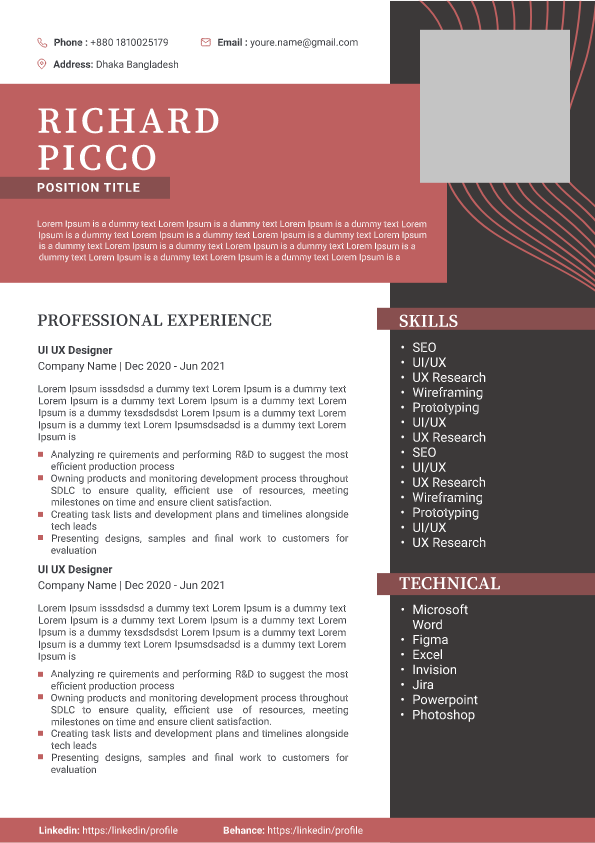 Phone : +880 1810025179 Email : youre.name@gmail.com
Address: Dhaka Bangladesh
RICHARD
PICCO
POSITION TITLE
Lorem Ipsum is a dummy text Lorem Ipsum is a dummy text Lorem Ipsum is a dummy text Lorem
Ipsum is a dummy text Lorem Ipsum is a dummy text Lorem Ipsum is a dummy text Lorem Ipsum
is a dummy text Lorem Ipsum is a dummy text Lorem Ipsum is a dummy text Lorem Ipsum is a
dummy text Lorem Ipsum is a dummy text Lorem Ipsum is a dummy text Lorem Ipsum is a
PROFESSIONAL EXPERIENCE
UI UX Designer
Company Name | Dec 2020 - Jun 2021
Lorem Ipsum isssdsdsd a dummy text Lorem Ipsum is a dummy text
Lorem Ipsum is a dummy text Lorem Ipsum is a dummy text Lorem
Ipsum is a dummy texsdsdsdst Lorem Ipsum is a dummy text Lorem
Ipsum is a dummy text Lorem Ipsumsdsadsd is a dummy text Lorem
Ipsum is
Analyzing re quirements and performing R&D to suggest the most
efficient production process
Owning products and monitoring development process throughout
SDLC to ensure quality, efficient use of resources, meeting
milestones on time and ensure client satisfaction.
Creating task lists and development plans and timelines alongside
tech leads
Presenting designs, samples and final work to customers for
evaluation
UI UX Designer
Company Name | Dec 2020 - Jun 2021
Lorem Ipsum isssdsdsd a dummy text Lorem Ipsum is a dummy text
Lorem Ipsum is a dummy text Lorem Ipsum is a dummy text Lorem
Ipsum is a dummy texsdsdsdst Lorem Ipsum is a dummy text Lorem
Ipsum is a dummy text Lorem Ipsumsdsadsd is a dummy text Lorem
Ipsum is
Analyzing re quirements and performing R&D to suggest the most
efficient production process
Owning products and monitoring development process throughout
SDLC to ensure quality, efficient use of resources, meeting
milestones on time and ensure client satisfaction.
Creating task lists and development plans and timelines alongside
tech leads
Presenting designs, samples and final work to customers for
evaluation
SKILLS
• SEO
• UI/UX
• UX Research
• Wireframing
• Prototyping
• UI/UX
• UX Research
• SEO
• UI/UX
• UX Research
• Wireframing
• Prototyping
• UI/UX
• UX Research
TECHNICAL
• Microsoft
Word
• Figma
• Excel
• Invision
• Jira
• Powerpoint
• Photoshop
Linkedin: https:/linkedin/profile Behance: https:/linkedin/profile